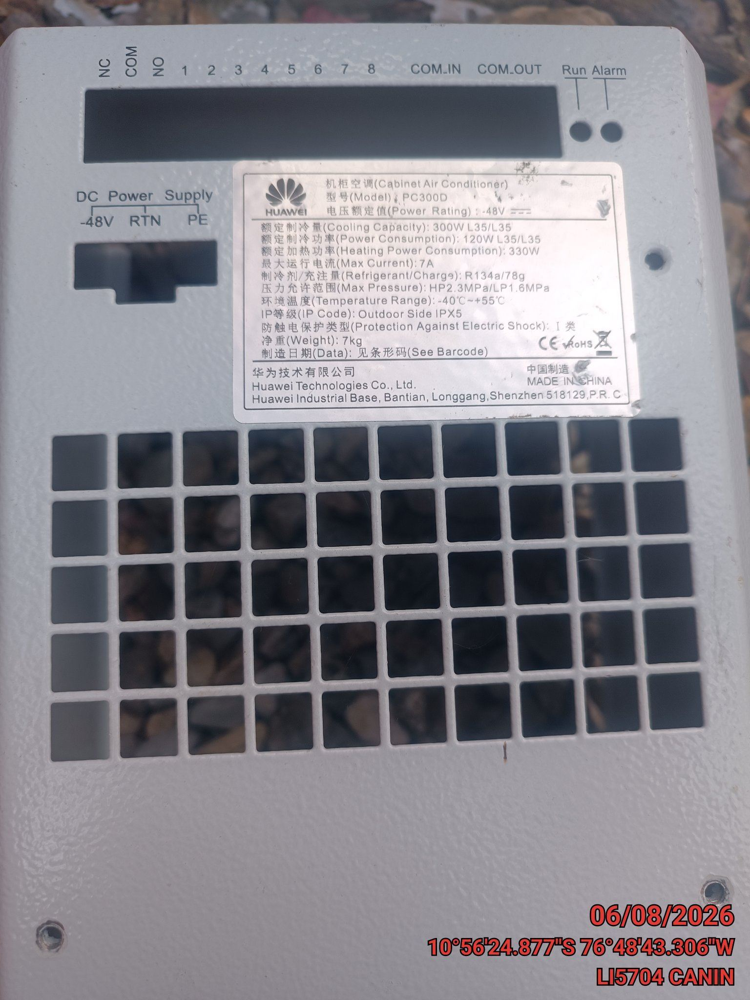 NC COM NO 1 2 3 4 5 6 7 8 COM_IN COM_OUT Run Alarm
DC Power Supply
-48V RTN PE
HUAWEI
机柜空调(Cabinet Air Conditioner)
型号(Model): PC300D
电压额定值(Power Rating): -48V
额定制冷量(Cooling Capacity): 300W L35/L35
额定制冷功率(Power Consumption): 120W L35/L35
额定加热功率(Heating Power Consumption): 330W
最大运行电流(Max Current): 7A
制冷剂/充注量(Refrigerant/Charge): R134a/78g
压力允许范围(Max Pressure): HP2.3MPa/LP1.6MPa
环境温度(Temperature Range): -40℃~+55℃
IP等级(IP Code): Outdoor Side IPX5
防触电保护类型(Protection Against Electric Shock): I 类
净重(Weight): 7kg
制造日期(Data): 见条形码(See Barcode)
CE RoHS
华为技术有限公司
中国制造
Huawei Technologies Co., Ltd.
MADE IN CHINA
Huawei Industrial Base, Bantian, Longgang,Shenzhen 518129,P.R. C
06/08/2026
10°56'24.877"S 76°48'43.306"W
LI5704 CANIN